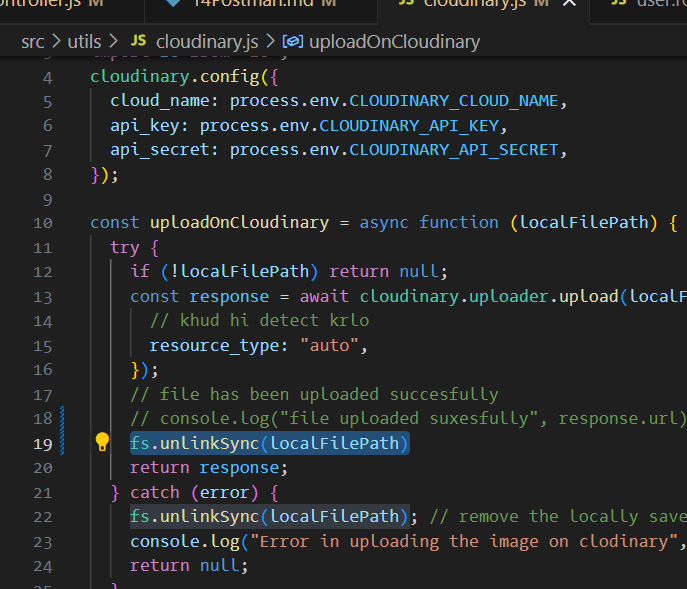 ontroller.js M 14Postman.md M JS cloudinary.js M JS user.ro
src > utils > JS cloudinary.js > uploadOnCloudinary
4 cloudinary.config({
5 cloud_name: process.env.CLOUDINARY_CLOUD_NAME,
6 api_key: process.env.CLOUDINARY_API_KEY,
7 api_secret: process.env.CLOUDINARY_API_SECRET,
8 });
9
10 const uploadOnCloudinary = async function (localFilePath) {
11 try {
12 if (!localFilePath) return null;
13 const response = await cloudinary.uploader.upload(localF
14 // khud hi detect krlo
15 resource_type: "auto",
16 });
17 // file has been uploaded succesfully
18 // console.log("file uploaded suxesfully", response.url)
19 fs.unlinkSync(localFilePath)
20 return response;
21 } catch (error) {
22 fs.unlinkSync(localFilePath); // remove the locally save
23 console.log("Error in uploading the image on clodinary",
24 return null;
25 }